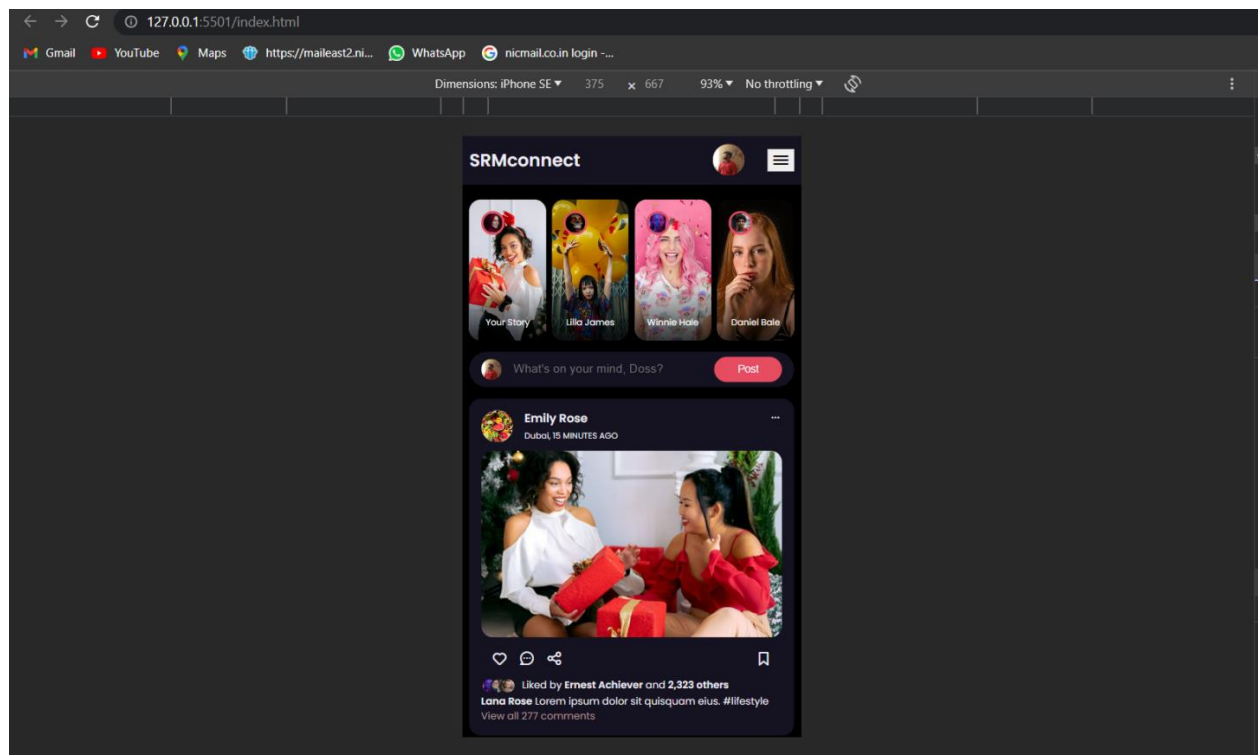 127.0.0.1:5501/index.html
Gmail YouTube Maps https://maileast2.ni... WhatsApp nicmail.co.in login -...
Dimensions: iPhone SE 375 x 667 93% No throttling
SRMconnect
Your Story Lilla James Winnie Hale Daniel Bale
What's on your mind, Doss? Post
Emily Rose
Dubai, 15 MINUTES AGO
Liked by Ernest Achiever and 2,323 others
Lana Rose Lorem ipsum dolor sit quisquam eius. #lifestyle
View all 277 comments